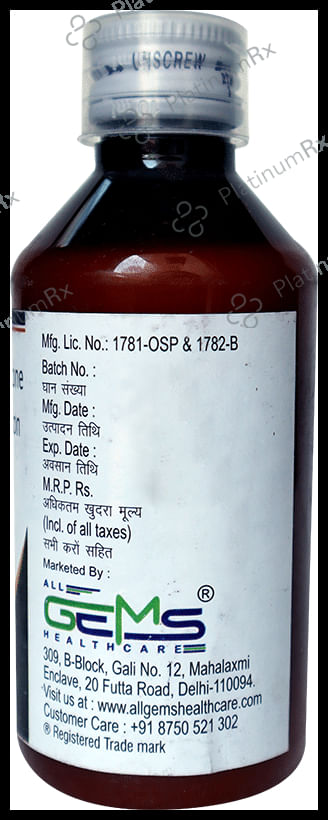 UNSCREW
PlatinumRx
PlatinumRx
PlatinumRx
Mfg. Lic. No.: 1781-OSP & 1782-B
Batch No. :
घान संख्या
Mfg. Date :
उत्पादन तिथि
Exp. Date :
अवसान तिथि
M.R.P. Rs.
अधिकतम खुदरा मूल्य
(Incl. of all taxes)
सभी करों सहित
Marketed By :
ALL
GEMS ®
HEALTHCARE
309, B-Block, Gali No. 12, Mahalaxmi
Enclave, 20 Futta Road, Delhi-110094.
Visit us at : www.allgemshealthcare.com
Customer Care : +91 8750 521 302
® Registered Trade mark